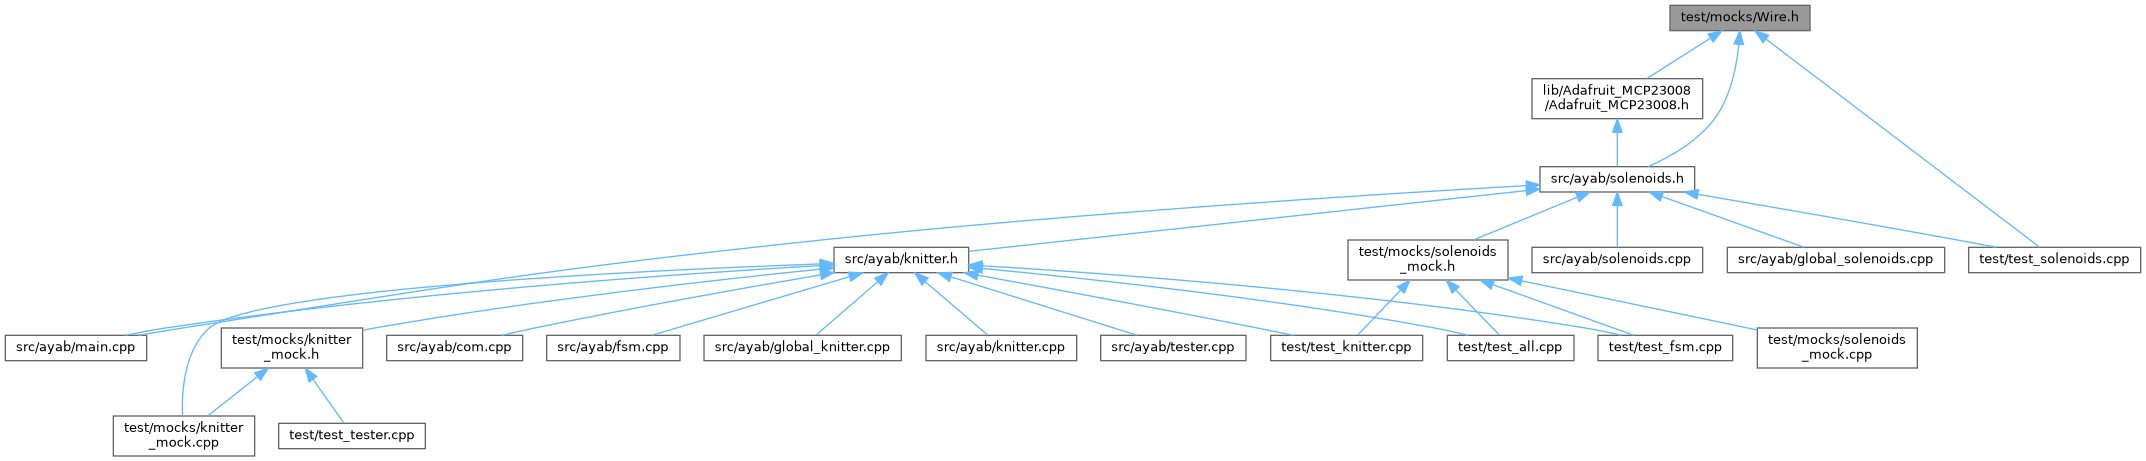 test/mocks/Wire.h
lib/Adafruit_MCP23008
/Adafruit_MCP23008.h
src/ayab/solenoids.h
src/ayab/knitter.h
test/mocks/solenoids
_mock.h
src/ayab/solenoids.cpp
src/ayab/global_solenoids.cpp
test/test_solenoids.cpp
src/ayab/main.cpp
test/mocks/knitter
_mock.h
src/ayab/com.cpp
src/ayab/fsm.cpp
src/ayab/global_knitter.cpp
src/ayab/knitter.cpp
src/ayab/tester.cpp
test/test_knitter.cpp
test/test_all.cpp
test/test_fsm.cpp
test/mocks/solenoids
_mock.cpp
test/mocks/knitter
_mock.cpp
test/test_tester.cpp